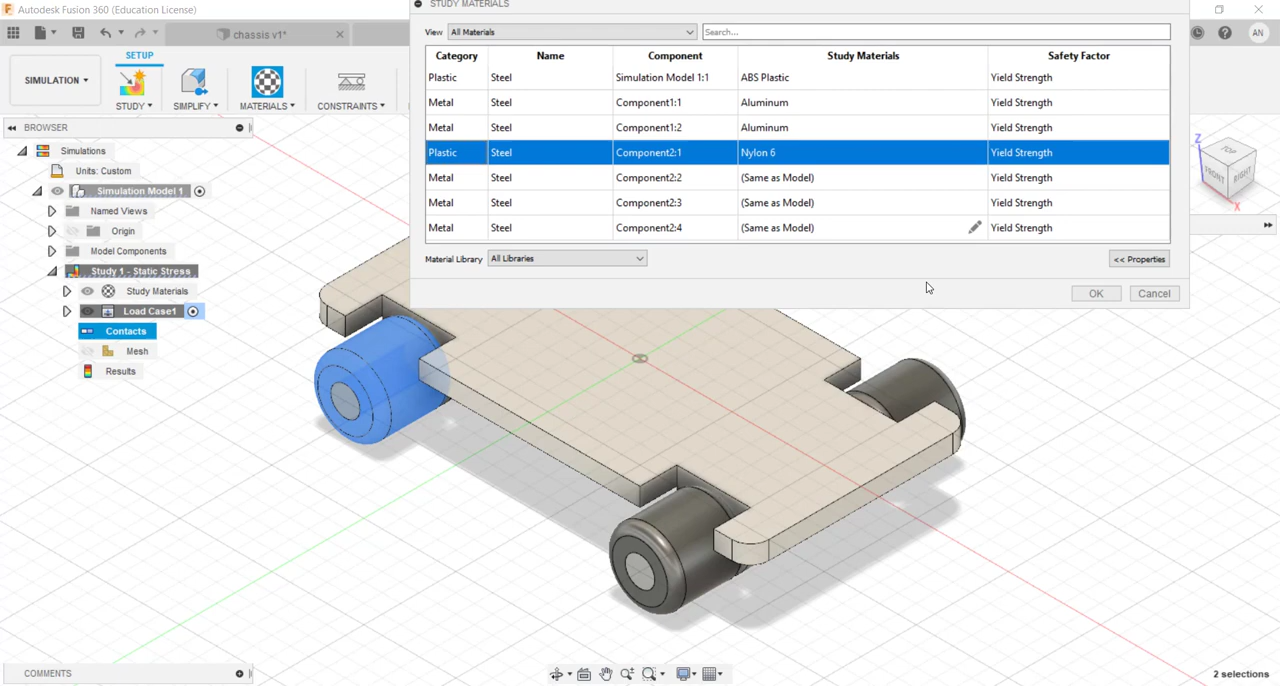 Autodesk Fusion 360 (Education License)
chassis v1*
AN
SETUP
SIMULATION
STUDY
SIMPLIFY
MATERIALS
CONSTRAINTS
BROWSER
Simulations
Units: Custom
Simulation Model 1
Named Views
Origin
Model Components
Study 1 - Static Stress
Study Materials
Load Case1
Contacts
Mesh
Results
STUDY MATERIALS
View All Materials Search...
Category Name Component Study Materials Safety Factor
Plastic Steel Simulation Model 1:1 ABS Plastic Yield Strength
Metal Steel Component1:1 Aluminum Yield Strength
Metal Steel Component1:2 Aluminum Yield Strength
Plastic Steel Component2:1 Nylon 6 Yield Strength
Metal Steel Component2:2 (Same as Model) Yield Strength
Metal Steel Component2:3 (Same as Model) Yield Strength
Metal Steel Component2:4 (Same as Model) Yield Strength
Material Library All Libraries << Properties
OK Cancel
Z
TOP
FRONT
RIGHT
X
COMMENTS
2 selections